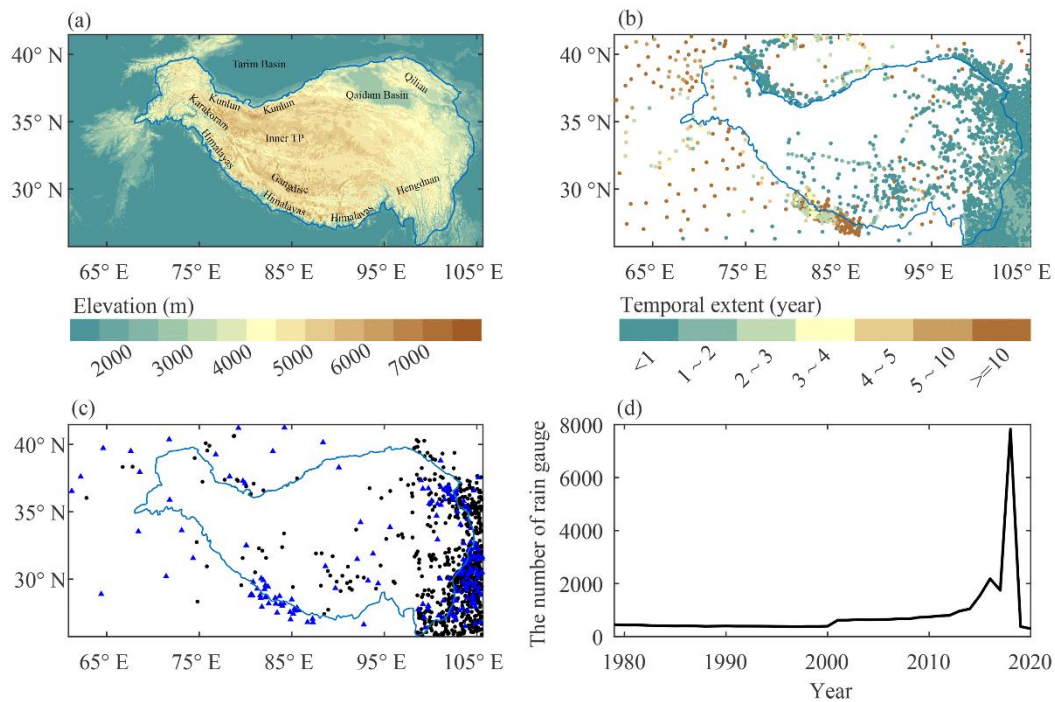 (a)
(b)
40° N
35° N
30° N
65° E
75° E
85° E
95° E
105° E
Tarim Basin
Qilian
Qaidam Basin
Kunlun
Kunlun
Karakoram
Inner TP
Himalayas
Gangdise
Himalayas
Himalayas
Hengduan
40° N
35° N
30° N
65° E
75° E
85° E
95° E
105° E
Elevation (m)
2000
3000
4000
5000
6000
7000
Temporal extent (year)
<1
1 ~ 2
2 ~ 3
3 ~ 4
4 ~ 5
5 ~ 10
>=10
(c)
(d)
40° N
35° N
30° N
65° E
75° E
85° E
95° E
105° E
The number of rain gauge
8000
6000
4000
2000
0
1980
1990
2000
2010
2020
Year